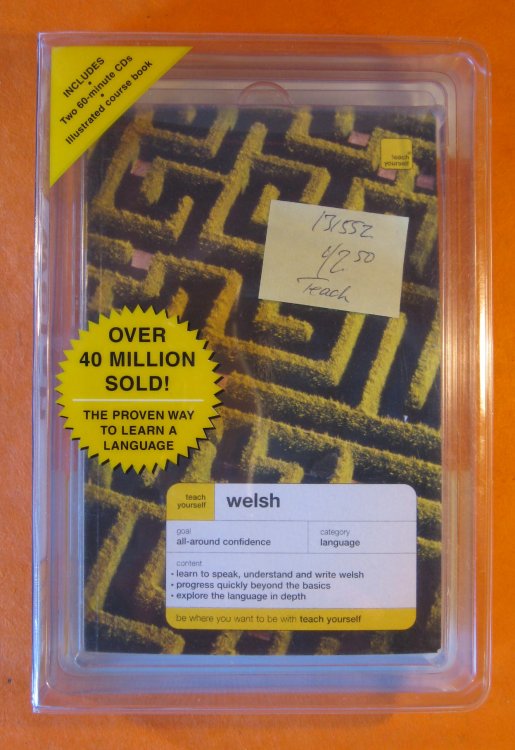 INCLUDES
•
Two 60-minute CDs
•
Illustrated course book
teach
yourself
131552
42.50
Teach
OVER
40 MILLION
SOLD!
THE PROVEN WAY
TO LEARN A
LANGUAGE
teach
yourself
welsh
goal
all-around confidence
category
language
content
• learn to speak, understand and write welsh
• progress quickly beyond the basics
• explore the language in depth
be where you want to be with teach yourself